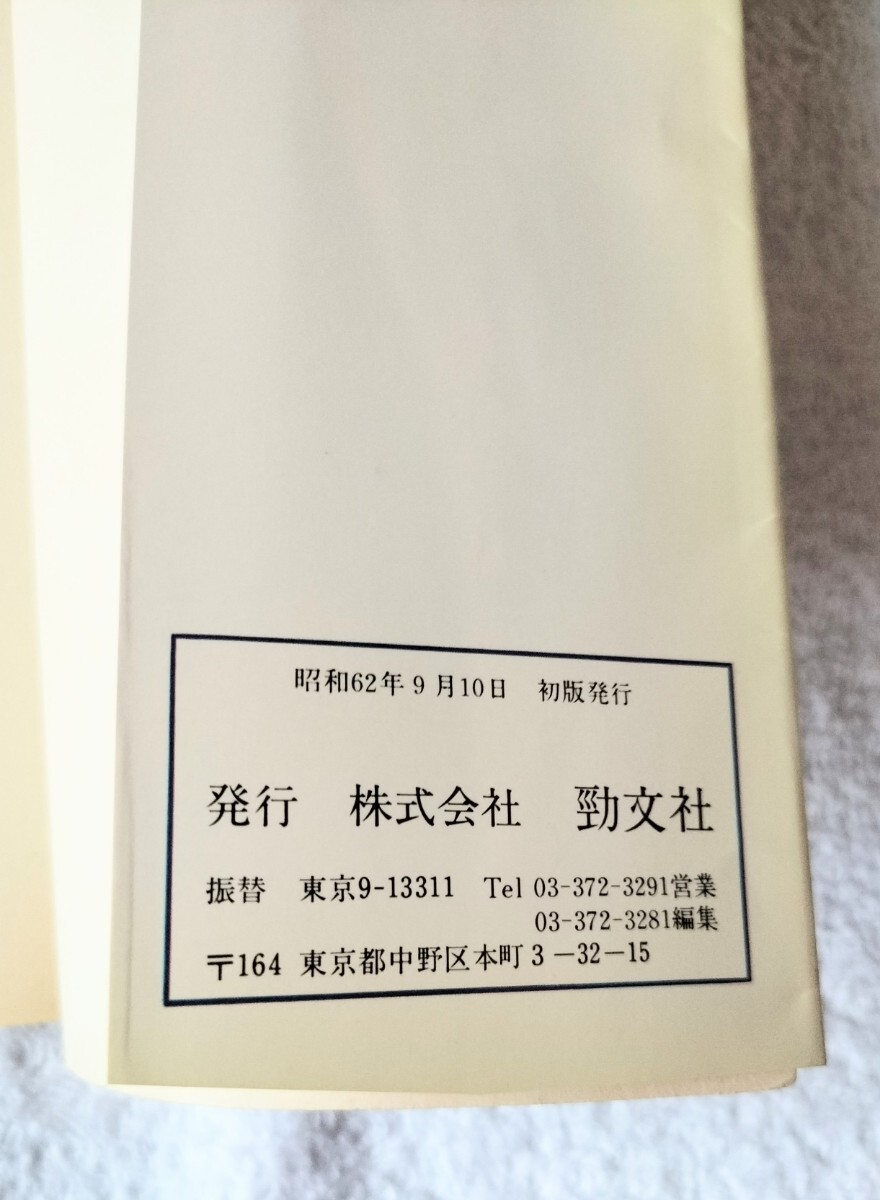 昭和62年9月10日 初版発行
発行 株式会社 勁文社
振替 東京9-13311 Tel 03-372-3291営業
03-372-3281編集
〒164 東京都中野区本町3-32-15